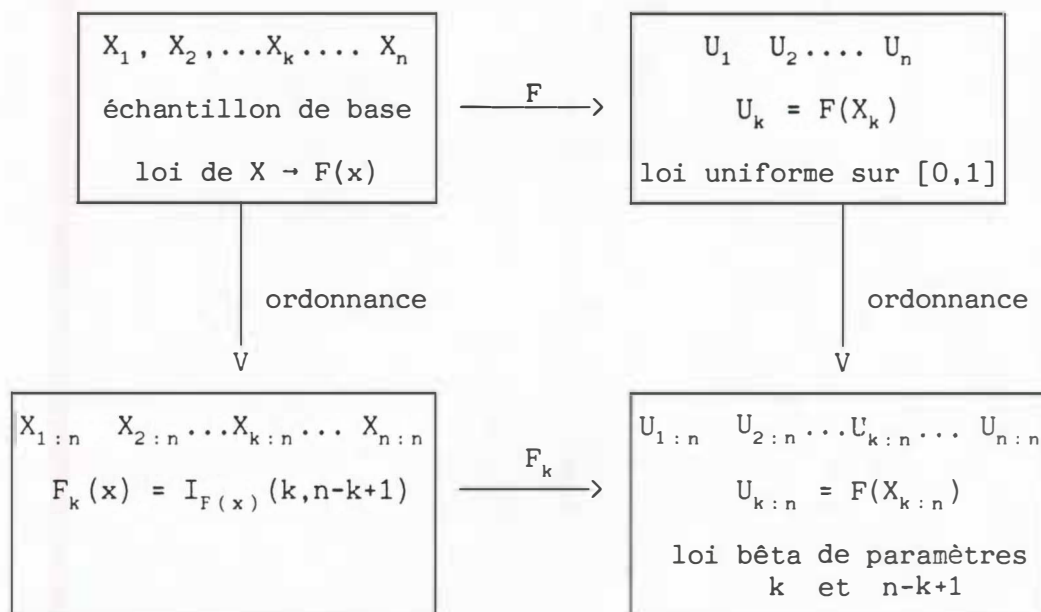 X₁, X₂,...Xₖ.... Xₙ
échantillon de base
loi de X → F(x)
F
U₁ U₂.... Uₙ
Uₖ = F(Xₖ)
loi uniforme sur [0,1]
ordonnance
V
ordonnance
V
X₁:ₙ X₂:ₙ...Xₖ:ₙ... Xₙ:ₙ
Fₖ(x) = I_F(x)(k,n-k+1)
Fₖ
U₁:ₙ U₂:ₙ...Uₖ:ₙ... Uₙ:ₙ
Uₖ:ₙ = F(Xₖ:ₙ)
loi bêta de paramètres
k et n-k+1